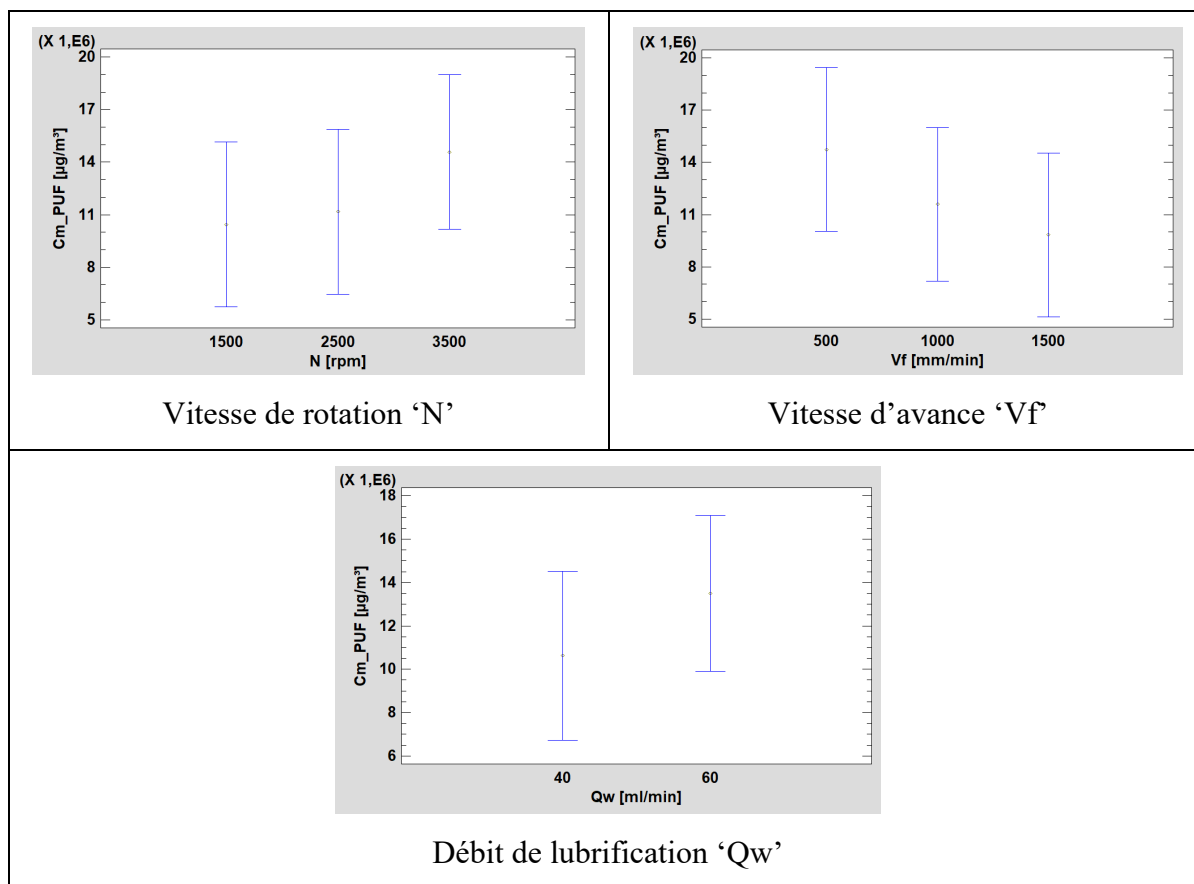 (X 1,E6)
20
17
14
11
8
5
Cm_PUF [µg/m³]
1500 2500 3500
N [rpm]
Vitesse de rotation ‘N’
(X 1,E6)
20
17
14
11
8
5
Cm_PUF [µg/m³]
500 1000 1500
Vf [mm/min]
Vitesse d’avance ‘Vf’
(X 1,E6)
18
16
14
12
10
8
6
Cm_PUF [µg/m³]
40 60
Qw [ml/min]
Débit de lubrification ‘Qw’